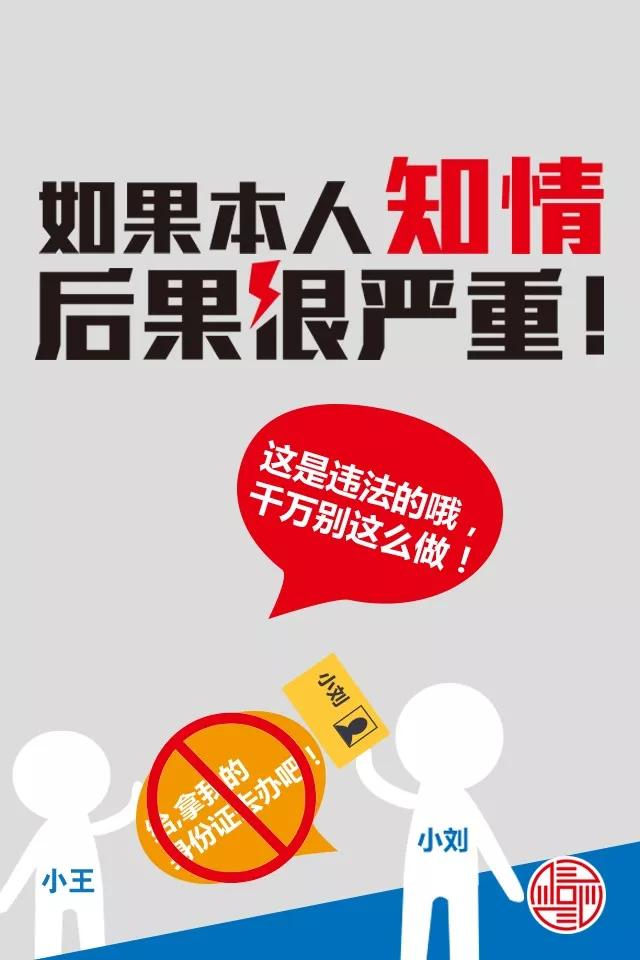 如果本人知情
后果很严重！
这是违法的哦，
千万别这么做！
小刘
给,拿我的
身份证去办吧！
小刘
小王